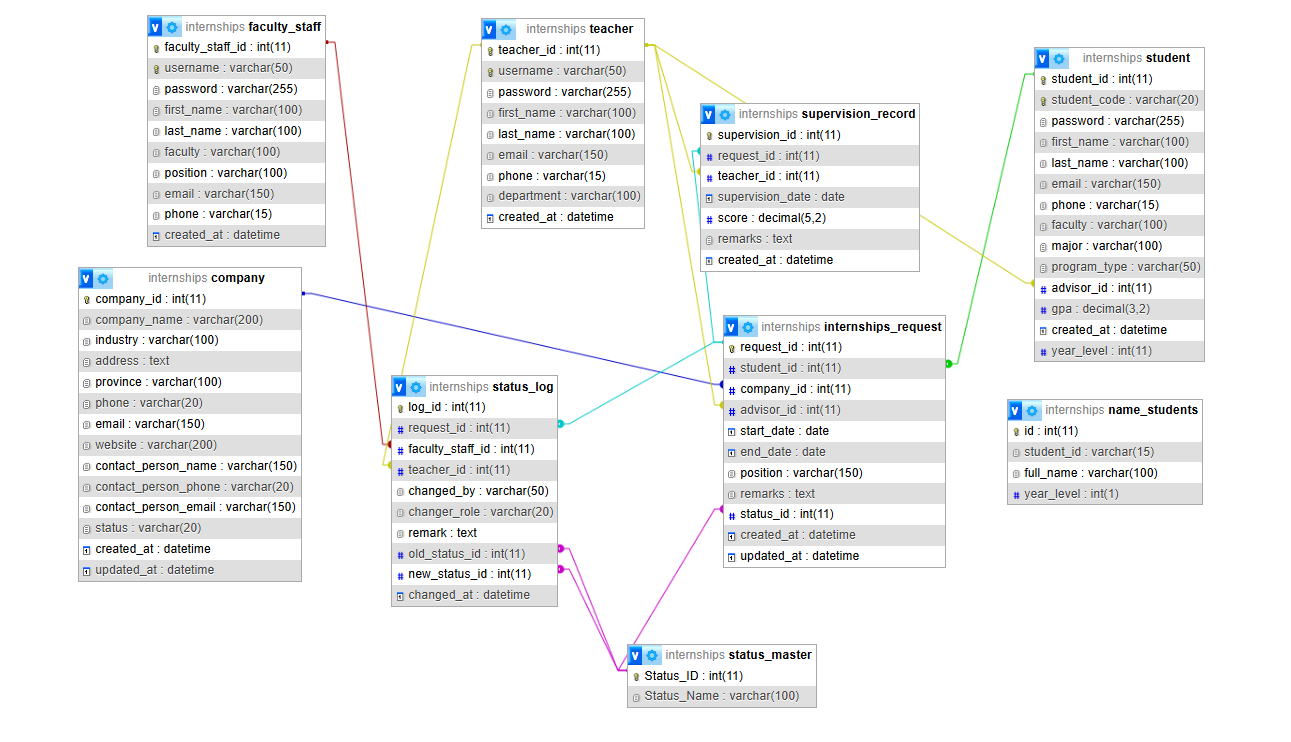 internships faculty_staff
faculty_staff_id : int(11)
username : varchar(50)
password : varchar(255)
first_name : varchar(100)
last_name : varchar(100)
faculty : varchar(100)
position : varchar(100)
email : varchar(150)
phone : varchar(15)
created_at : datetime
internships teacher
teacher_id : int(11)
username : varchar(50)
password : varchar(255)
first_name : varchar(100)
last_name : varchar(100)
email : varchar(150)
phone : varchar(15)
department : varchar(100)
created_at : datetime
internships supervision_record
supervision_id : int(11)
request_id : int(11)
teacher_id : int(11)
supervision_date : date
score : decimal(5,2)
remarks : text
created_at : datetime
internships student
student_id : int(11)
student_code : varchar(20)
password : varchar(255)
first_name : varchar(100)
last_name : varchar(100)
email : varchar(150)
phone : varchar(15)
faculty : varchar(100)
major : varchar(100)
program_type : varchar(50)
advisor_id : int(11)
gpa : decimal(3,2)
created_at : datetime
year_level : int(11)
internships company
company_id : int(11)
company_name : varchar(200)
industry : varchar(100)
address : text
province : varchar(100)
phone : varchar(20)
email : varchar(150)
website : varchar(200)
contact_person_name : varchar(150)
contact_person_phone : varchar(20)
contact_person_email : varchar(150)
status : varchar(20)
created_at : datetime
updated_at : datetime
internships status_log
log_id : int(11)
request_id : int(11)
faculty_staff_id : int(11)
teacher_id : int(11)
changed_by : varchar(50)
changer_role : varchar(20)
remark : text
old_status_id : int(11)
new_status_id : int(11)
changed_at : datetime
internships internships_request
request_id : int(11)
student_id : int(11)
company_id : int(11)
advisor_id : int(11)
start_date : date
end_date : date
position : varchar(150)
remarks : text
status_id : int(11)
created_at : datetime
updated_at : datetime
internships name_students
id : int(11)
student_id : varchar(15)
full_name : varchar(100)
year_level : int(1)
internships status_master
Status_ID : int(11)
Status_Name : varchar(100)